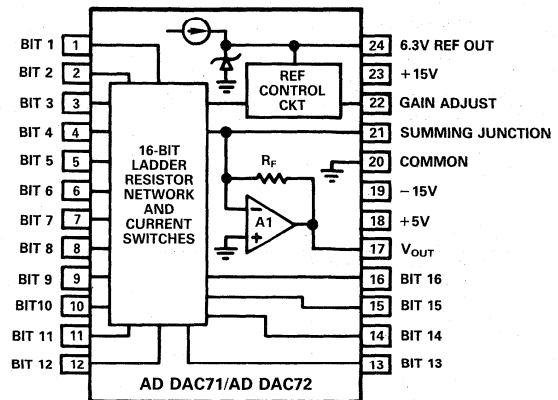 BIT 1 1
BIT 2 2
BIT 3 3
BIT 4 4
BIT 5 5
BIT 6 6
BIT 7 7
BIT 8 8
BIT 9 9
BIT10 10
BIT 11 11
BIT 12 12
16-BIT
LADDER
RESISTOR
NETWORK
AND
CURRENT
SWITCHES
REF
CONTROL
CKT
RF
A1
−
+
24 6.3V REF OUT
23 +15V
22 GAIN ADJUST
21 SUMMING JUNCTION
20 COMMON
19 −15V
18 +5V
17 VOUT
16 BIT 16
15 BIT 15
14 BIT 14
13 BIT 13
AD DAC71/AD DAC72